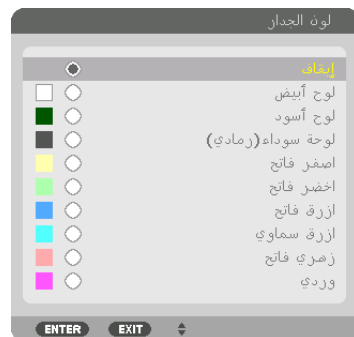 لون الجدار
إيقاف
لوح أبيض
لوح أسود
لوحة سوداء(رمادي)
اصفر فاتح
اخضر فاتح
ازرق فاتح
ازرق سماوي
زهري فاتح
وردي
ENTER EXIT